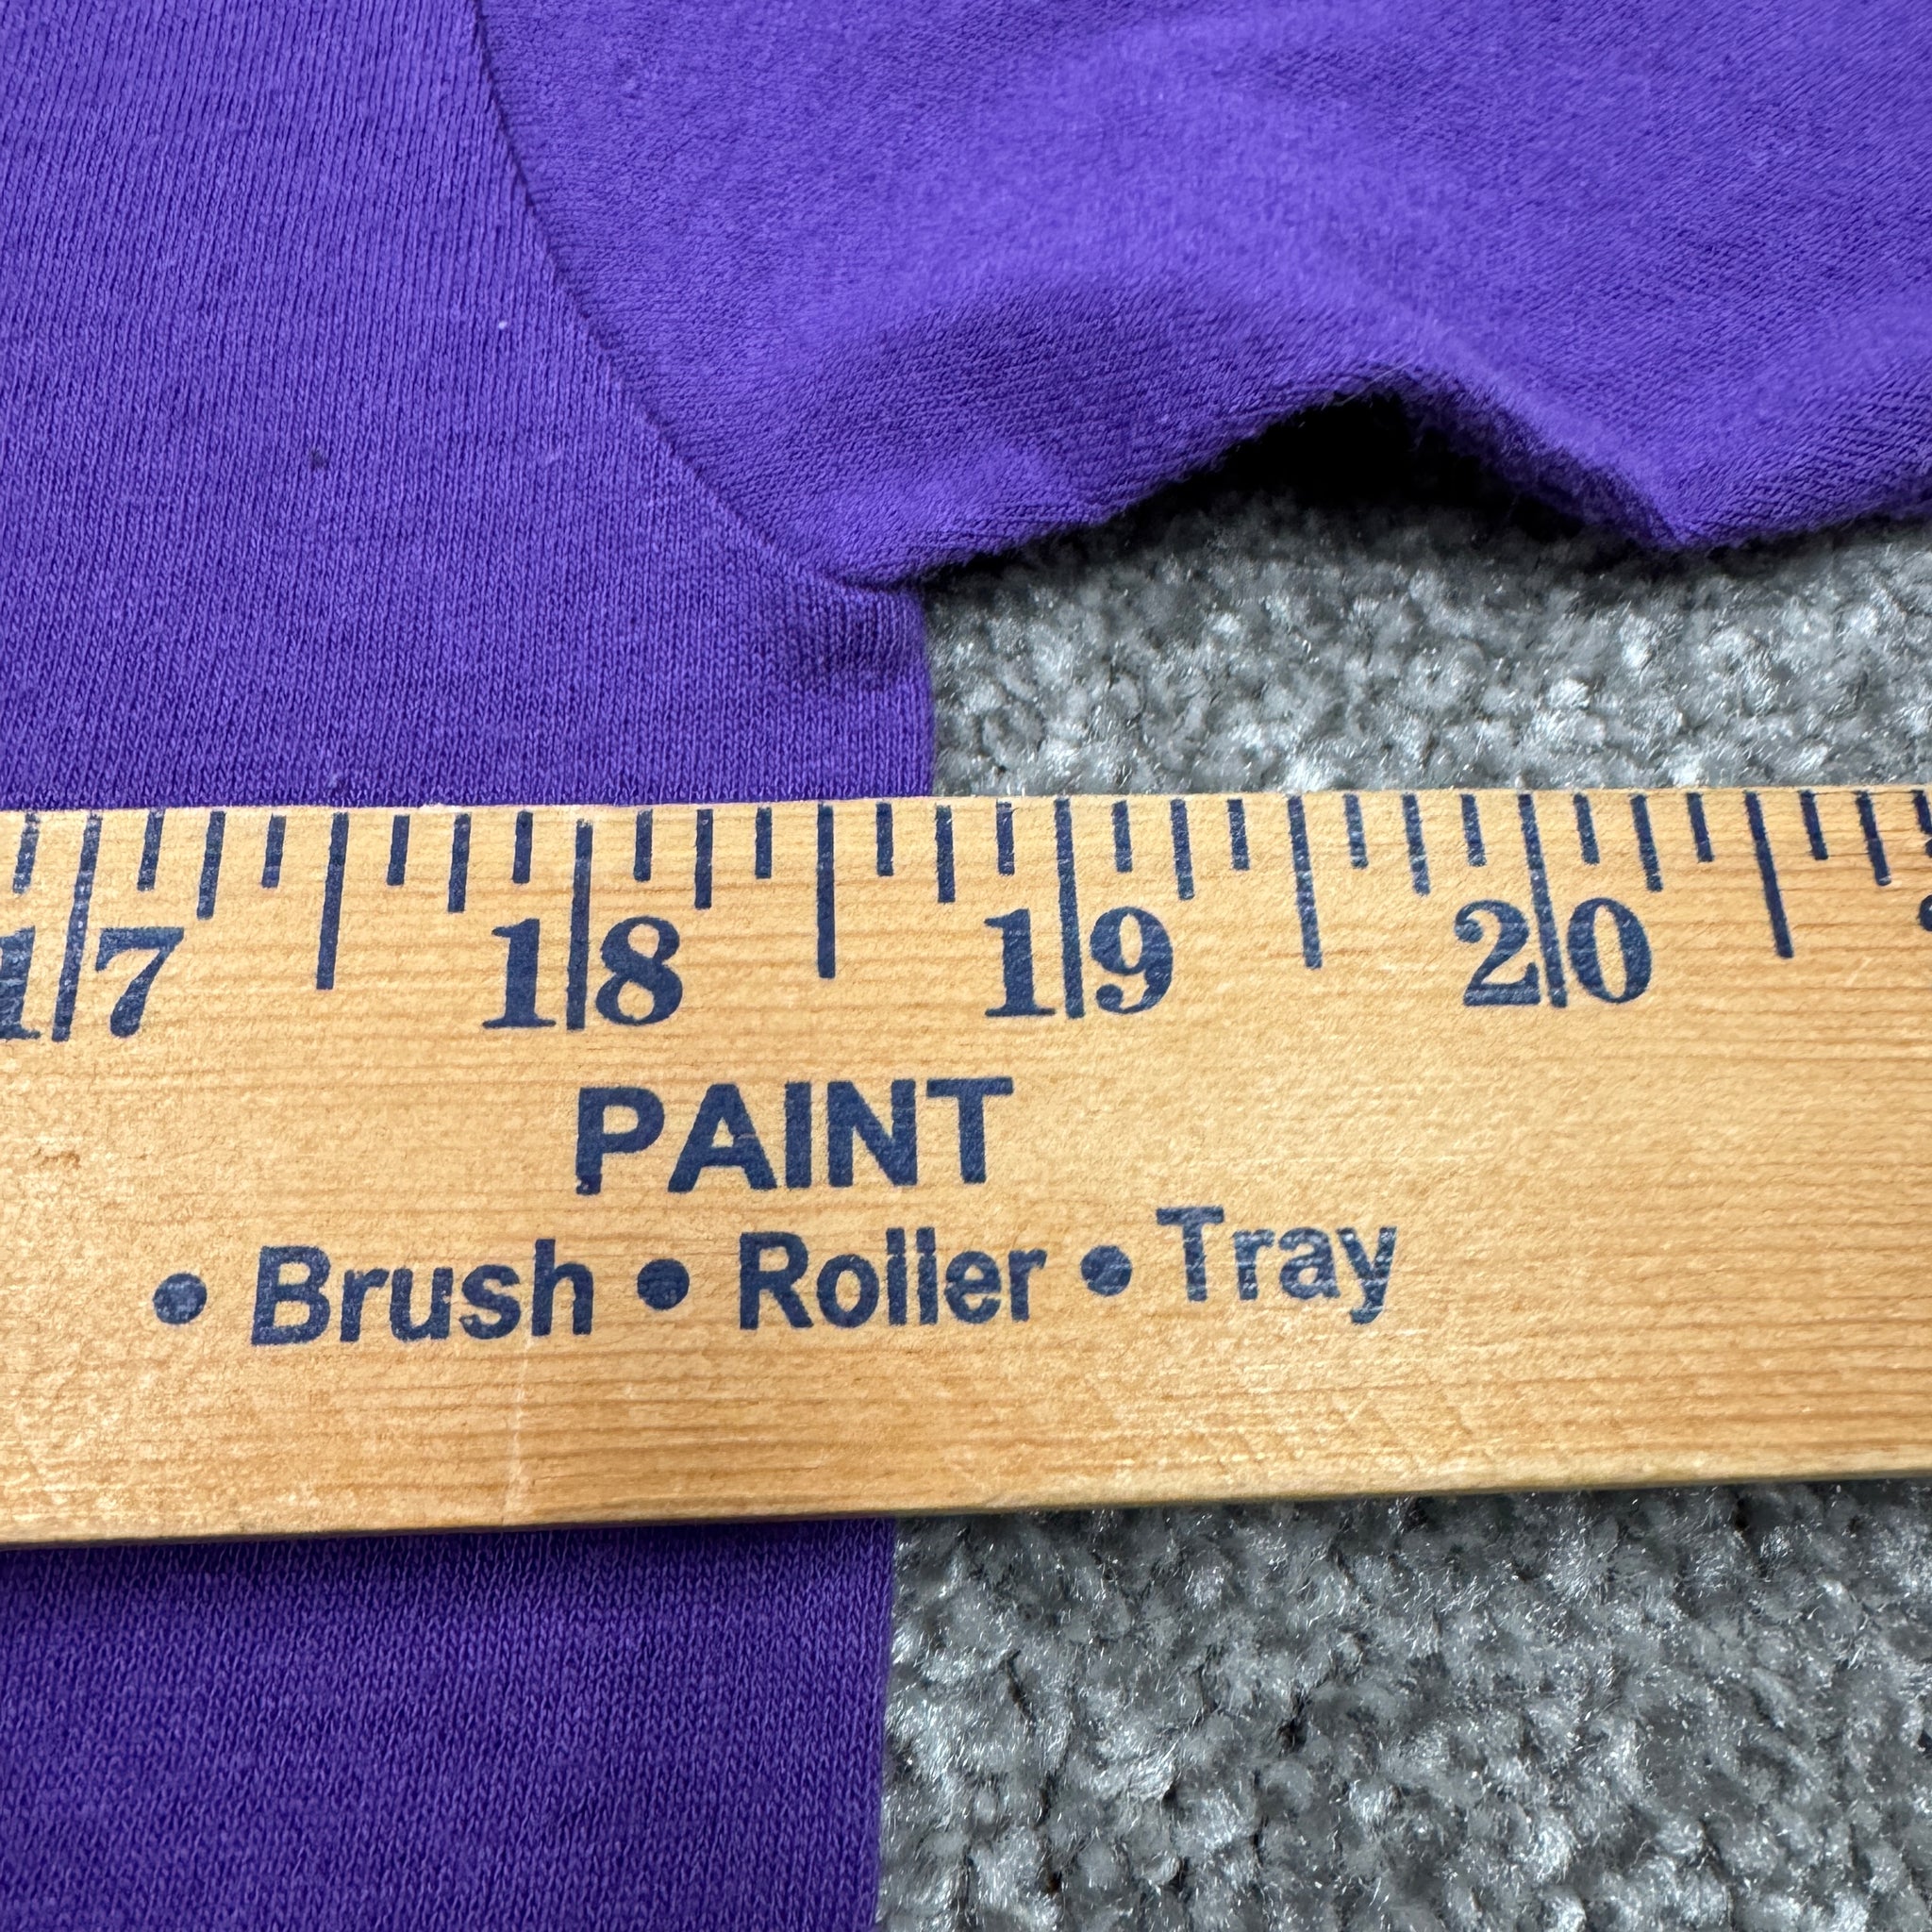 17 18 19 20
PAINT
• Brush • Roller • Tray